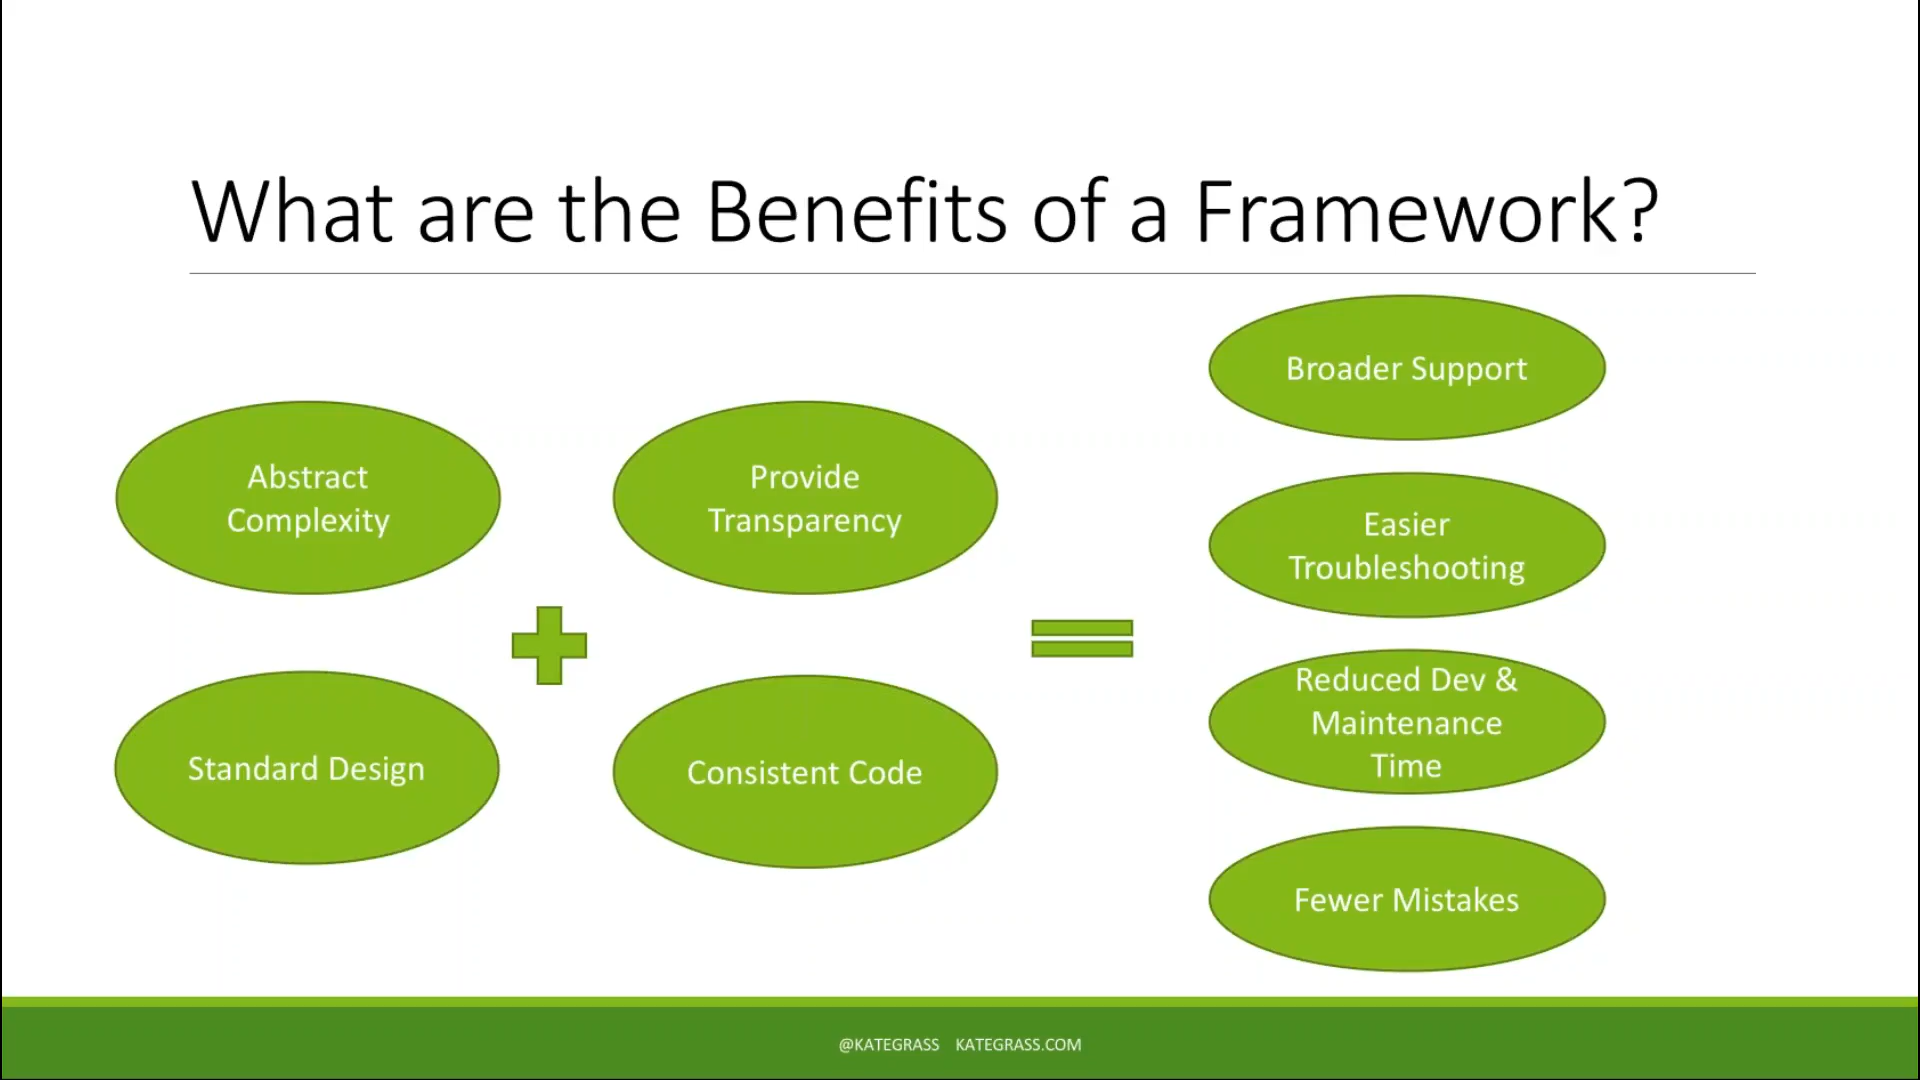 What are the Benefits of a Framework?
Abstract
Complexity
Standard Design
Provide
Transparency
Consistent Code
Broader Support
Easier
Troubleshooting
Reduced Dev &
Maintenance
Time
Fewer Mistakes
@KATEGRASS KATEGRASS.COM